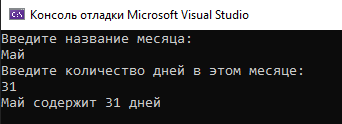 Консоль отладки Microsoft Visual Studio
Введите название месяца:
Май
Введите количество дней в этом месяце:
31
Май содержит 31 дней